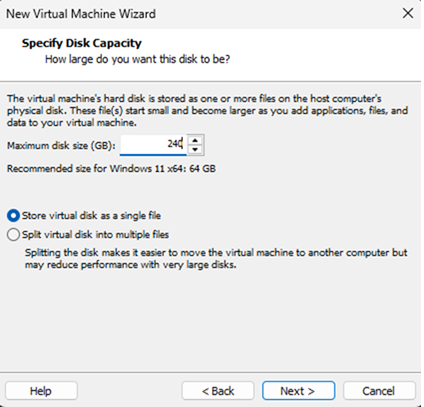 New Virtual Machine Wizard
Specify Disk Capacity
How large do you want this disk to be?
The virtual machine's hard disk is stored as one or more files on the host computer's
physical disk. These file(s) start small and become larger as you add applications, files, and
data to your virtual machine.
Maximum disk size (GB): 240
Recommended size for Windows 11 x64: 64 GB
Store virtual disk as a single file
Split virtual disk into multiple files
Splitting the disk makes it easier to move the virtual machine to another computer but
may reduce performance with very large disks.
Help < Back Next > Cancel